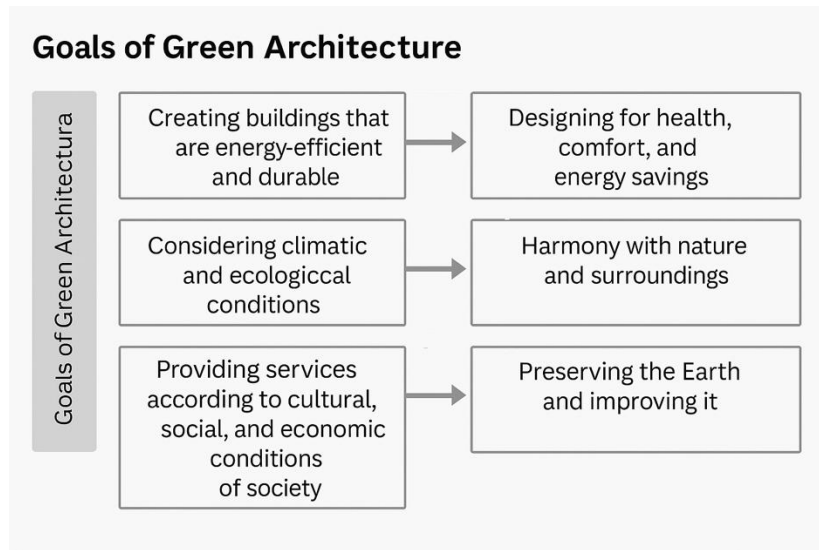 Goals of Green Architecture
Goals of Green Architectura
Creating buildings that
are energy-efficient
and durable
Designing for health,
comfort, and
energy savings
Considering climatic
and ecologiccal
conditions
Harmony with nature
and surroundings
Providing services
according to cultural,
social, and economic
conditions
of society
Preserving the Earth
and improving it